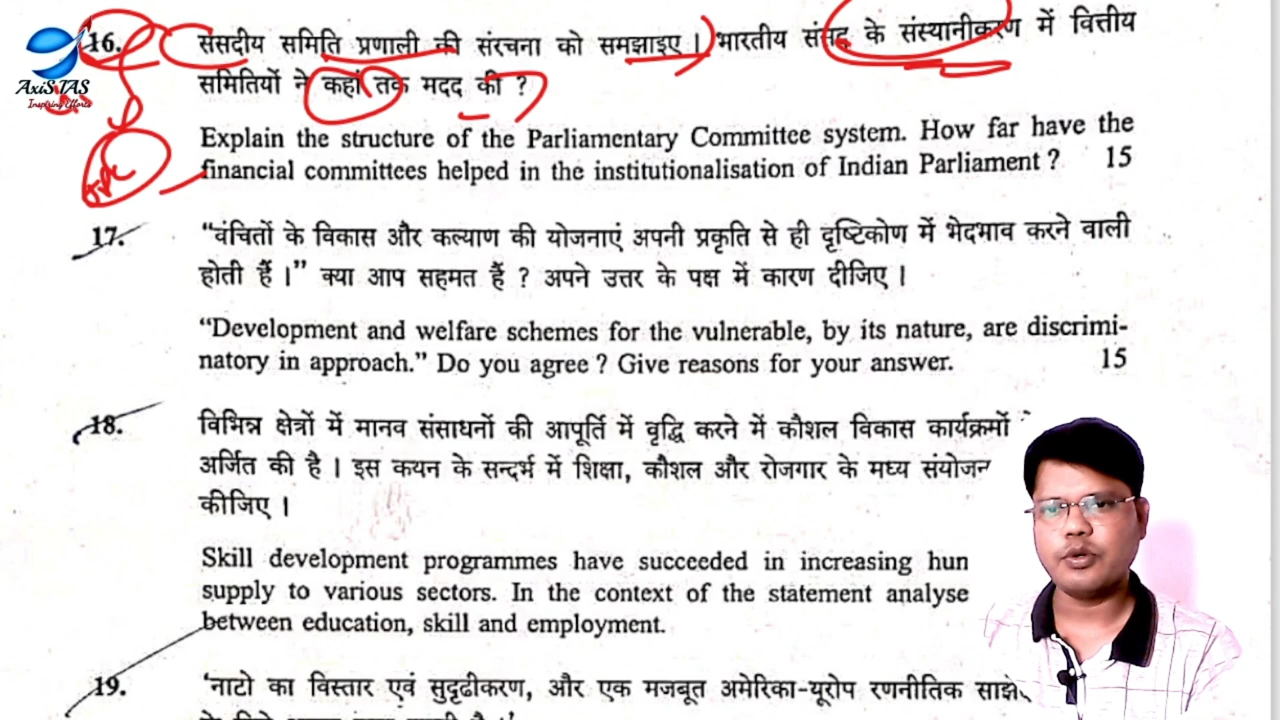 AxiSTAS
Inspiring Efforts
16. संसदीय समिति प्रणाली की संरचना को समझाइए । भारतीय संसद के संस्थानीकरण में वित्तीय
समितियों ने कहां तक मदद की ?
Explain the structure of the Parliamentary Committee system. How far have the
financial committees helped in the institutionalisation of Indian Parliament ? 15
17. “वंचितों के विकास और कल्याण की योजनाएं अपनी प्रकृति से ही दृष्टिकोण में भेदभाव करने वाली
होती हैं ।” क्या आप सहमत हैं ? अपने उत्तर के पक्ष में कारण दीजिए ।
“Development and welfare schemes for the vulnerable, by its nature, are discrimi-
natory in approach.” Do you agree ? Give reasons for your answer. 15
18. विभिन्न क्षेत्रों में मानव संसाधनों की आपूर्ति में वृद्धि करने में कौशल विकास कार्यक्रमों
अर्जित की है । इस कथन के सन्दर्भ में शिक्षा, कौशल और रोजगार के मध्य संयोजन
कीजिए ।
Skill development programmes have succeeded in increasing
supply to various sectors. In the context of the statement analyse
between education, skill and employment.
19. ‘नाटो का विस्तार एवं सुदृढीकरण, और एक मजबूत अमेरिका-यूरोप रणनीतिक